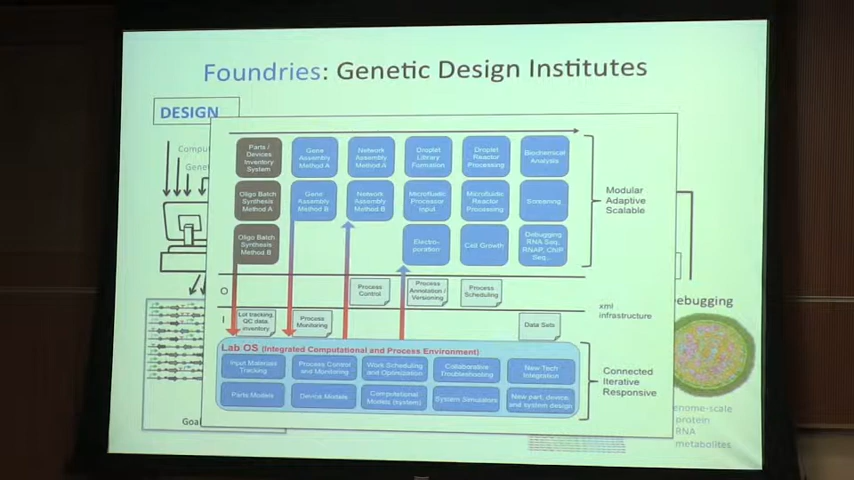 Foundries: Genetic Design Institutes
DESIGN
Comput
Genet
Parts /
Devices
Inventory
System
Gene
Assembly
Method A
Network
Assembly
Method A
Droplet
Library
Formation
Droplet
Reactor
Processing
Biochemical
Analysis
Oligo Batch
Synthesis
Method A
Gene
Assembly
Method B
Network
Assembly
Method B
Microfluidic
Processor
Input
Microfluidic
Reactor
Processing
Screening
Modular
Adaptive
Scalable
Oligo Batch
Synthesis
Method B
Electro-
poration
Cell Growth
Debugging
RNA Seq,
RNAP, ChIP
Seq...
O
Process
Control
Process
Annotation /
Versioning
Process
Scheduling
I
Lot tracking,
QC data,
inventory
Process
Monitoring
Data Sets
xml
infrastructure
ebugging
Lab OS (Integrated Computational and Process Environment)
Input Materials
Tracking
Process Control
and Monitoring
Work Scheduling
and Optimization
Collaborative
Troubleshooting
New Tech
Integration
Parts Models
Device Models
Computational
Models (system)
System Simulators
New part, device,
and system design
Connected
Iterative
Responsive
Goa
enome-scale
protein
RNA
metabolites